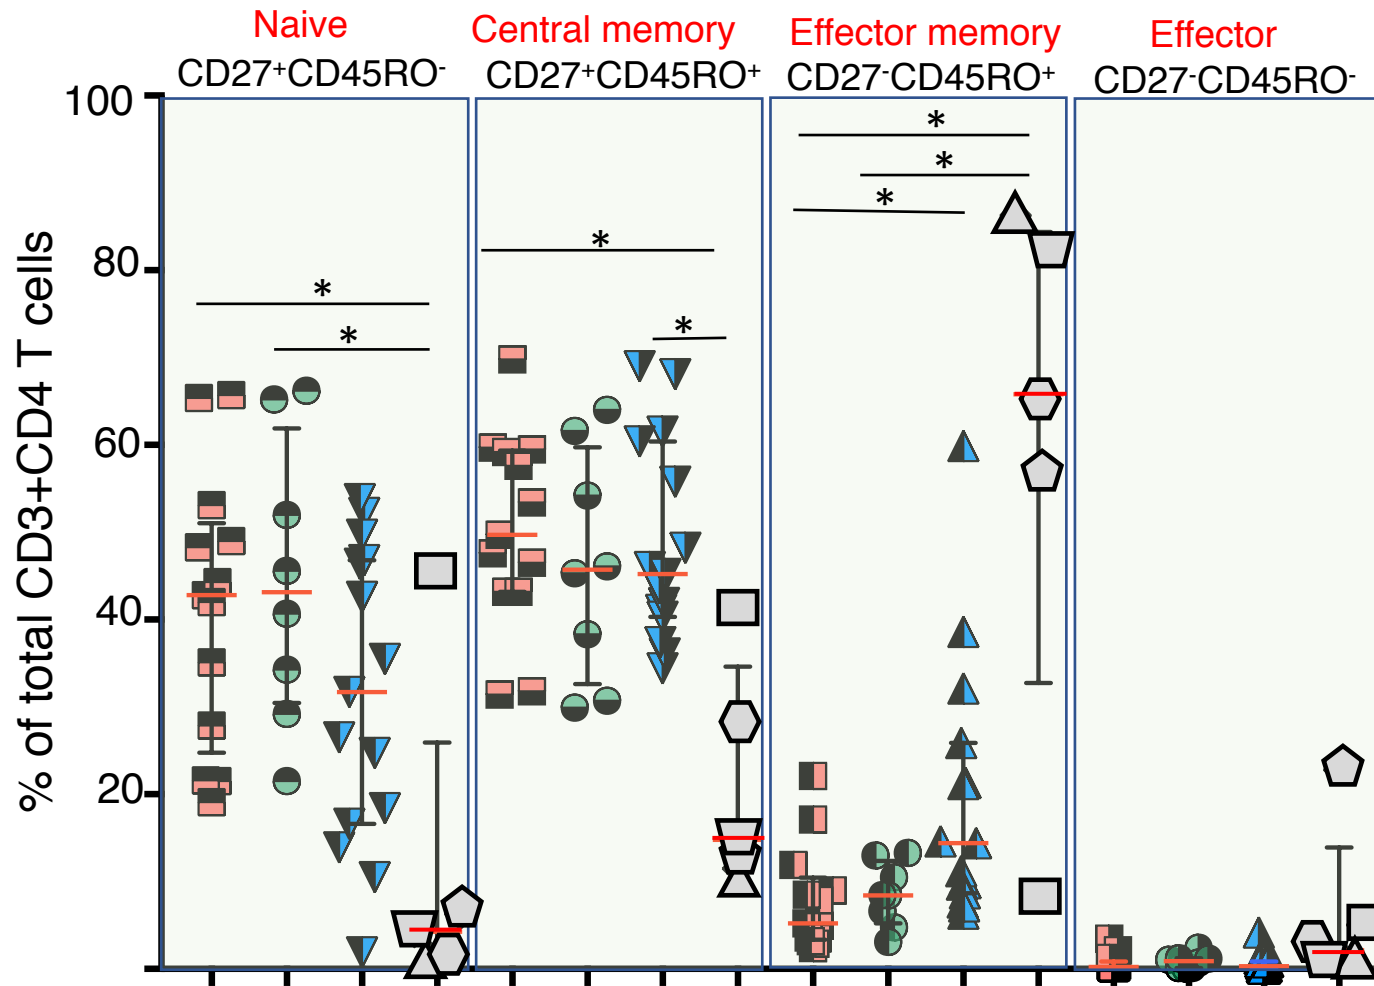 Naive
CD27⁺CD45RO⁻
Central memory
CD27⁺CD45RO⁺
Effector memory
CD27⁻CD45RO⁺
Effector
CD27⁻CD45RO⁻
% of total CD3+CD4 T cells
100
80
60
40
20
*
*
*
*
*
*
*